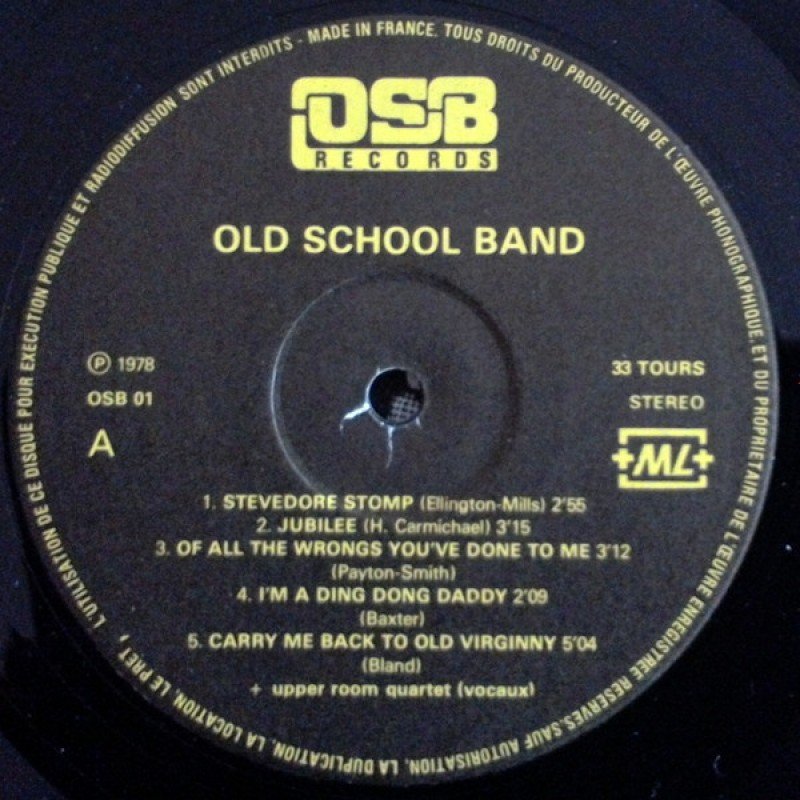 MADE IN FRANCE. TOUS DROITS DU PRODUCTEUR DE L'ŒUVRE PHONOGRAPHIQUE ET DU PROPRIETAIRE DE L'ŒUVRE ENREGISTREE RESERVES. SAUF AUTORISATION, LA DUPLICATION, LA LOCATION, LE PRET, L'UTILISATION DE CE DISQUE POUR EXECUTION PUBLIQUE ET RADIODIFFUSION SONT INTERDITS -
OSB
RECORDS
OLD SCHOOL BAND
℗ 1978
33 TOURS
OSB 01
STEREO
A
+ML+
1. STEVEDORE STOMP (Ellington-Mills) 2'55
2. JUBILEE (H. Carmichael) 3'15
3. OF ALL THE WRONGS YOU'VE DONE TO ME 3'12
(Payton-Smith)
4. I'M A DING DONG DADDY 2'09
(Baxter)
5. CARRY ME BACK TO OLD VIRGINNY 5'04
(Bland)
+ upper room quartet (vocaux)